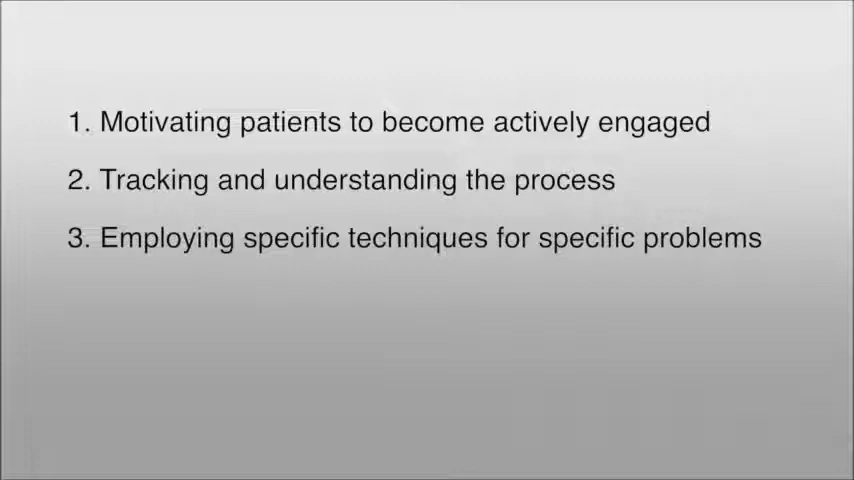 1. Motivating patients to become actively engaged
2. Tracking and understanding the process
3. Employing specific techniques for specific problems